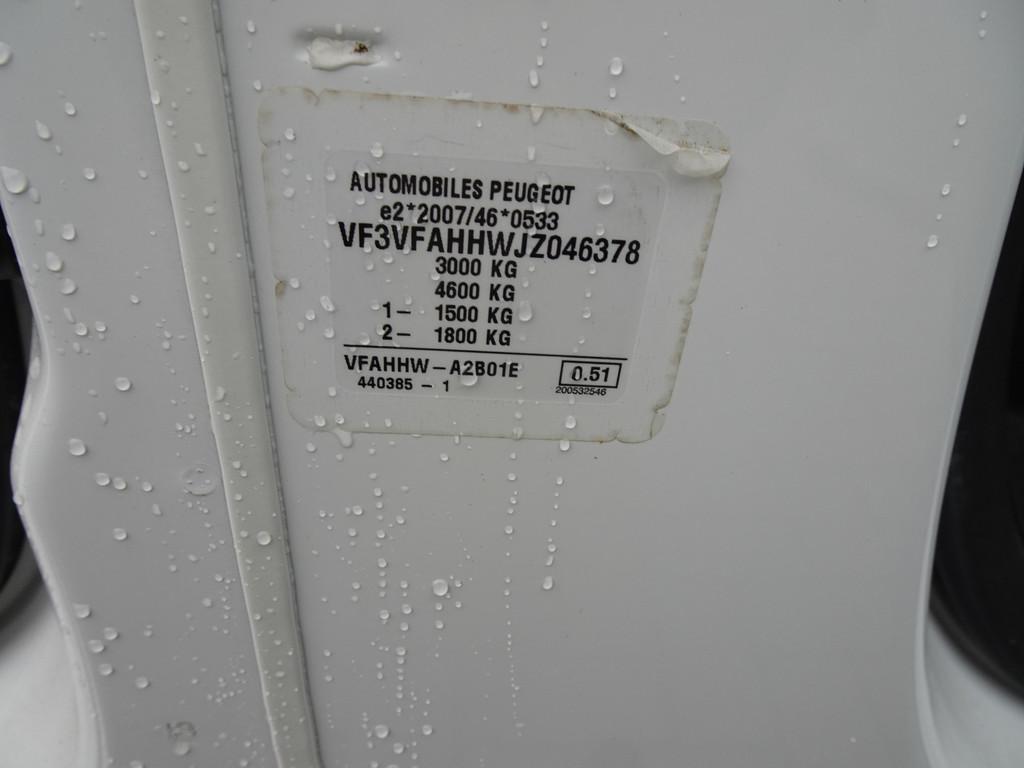 AUTOMOBILES PEUGEOT
e2*2007/46*0533
VF3VFAHHWJZ046378
3000 KG
4600 KG
1- 1500 KG
2- 1800 KG
VFAHHW-A2B01E 0.51
440385 - 1 200532546